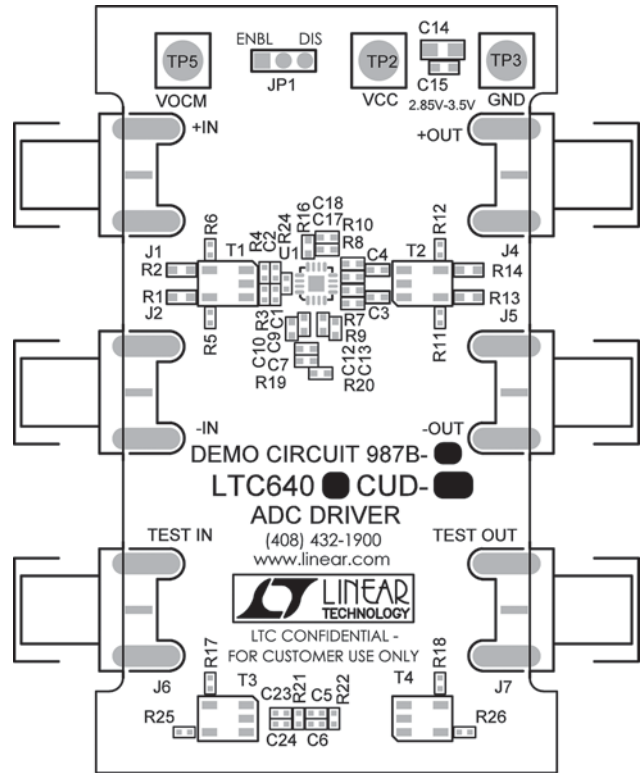 ENBL DIS
C14
TP5 TP2 TP3
JP1
C15
VOCM VCC 2.85V-3.5V GND
+IN +OUT
C18
R6 R4 C2 R24 R16 C17 R10 R12
R8
J1 T1 U1 C4 T2 J4
R2 R14
R1 R13
J2 C3 J5
R5 R3 C1 R7 R11
R9
C10 C9 C12 C13
C7
R19 R20
-IN -OUT
DEMO CIRCUIT 987B-
LTC640 CUD-
ADC DRIVER
TEST IN (408) 432-1900 TEST OUT
www.linear.com
LINEAR
TECHNOLOGY
LTC CONFIDENTIAL -
FOR CUSTOMER USE ONLY
R17 R18
J6 T3 T4 J7
C23 R21 C5 R22
R25 R26
C24 C6